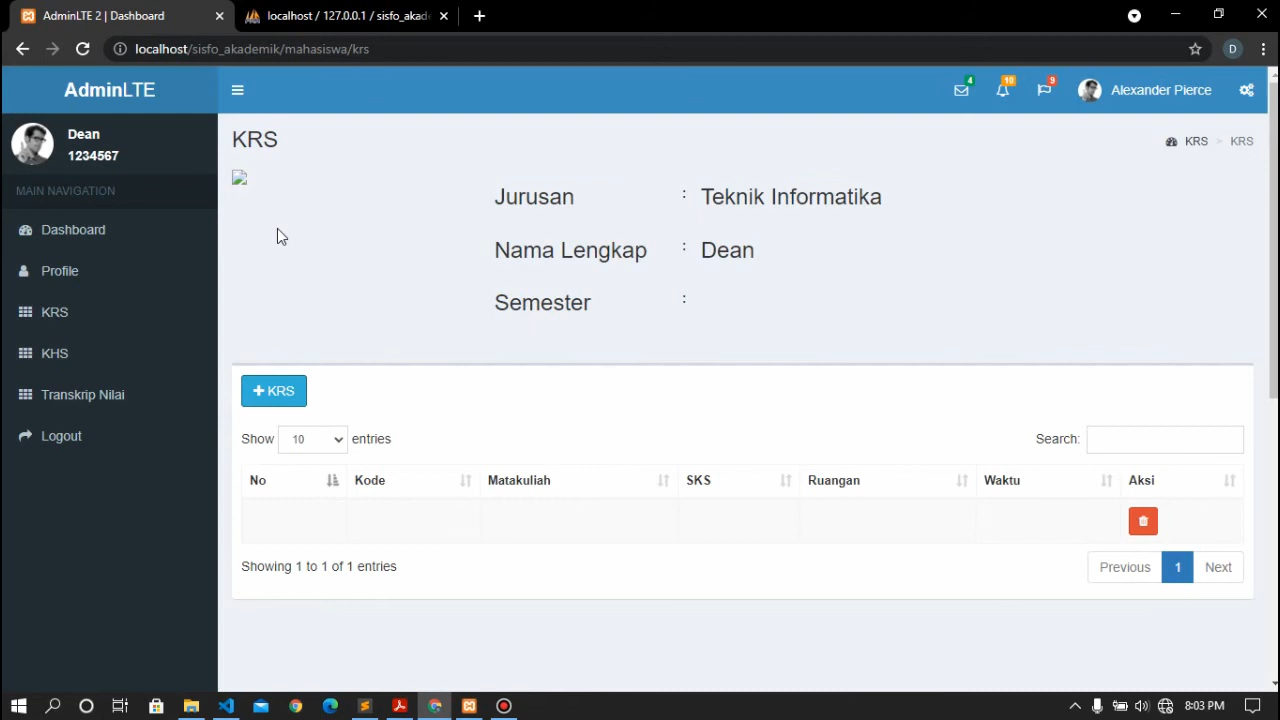 AdminLTE 2 | Dashboard
localhost / 127.0.0.1 / sisfo_akade
localhost/sisfo_akademik/mahasiswa/krs
D
AdminLTE
4
10
9
Alexander Pierce
Dean
1234567
MAIN NAVIGATION
Dashboard
Profile
KRS
KHS
Transkrip Nilai
Logout
KRS
KRS > KRS
Jurusan : Teknik Informatika
Nama Lengkap : Dean
Semester :
+ KRS
Show 10 entries
Search:
No Kode Matakuliah SKS Ruangan Waktu Aksi
Showing 1 to 1 of 1 entries
Previous 1 Next
8:03 PM